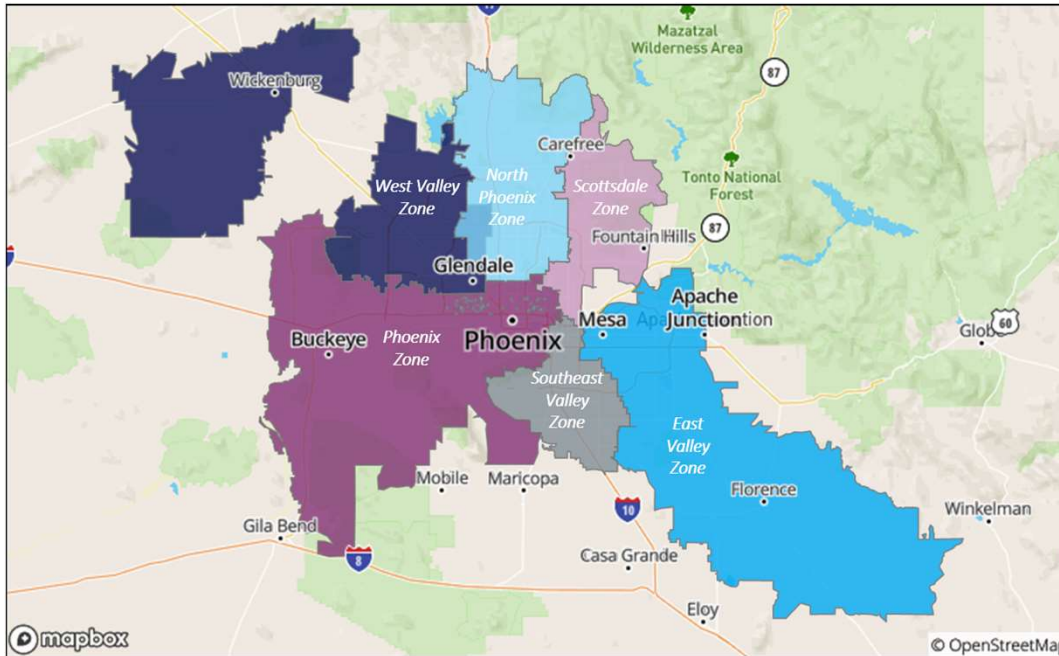 17
Mazatzal
Wilderness Area
87
Wickenburg
Carefree
West Valley
Zone
North
Phoenix
Zone
Scottsdale
Zone
Tonto National
Forest
87
Fountain Hills
Glendale
Apache
Junction
60
Globe
Mesa
Buckeye
Phoenix
Zone
Phoenix
Southeast
Valley
Zone
East
Valley
Zone
Mobile
Maricopa
Florence
Winkelman
10
Gila Bend
8
Casa Grande
Eloy
mapbox
© OpenStreetMap